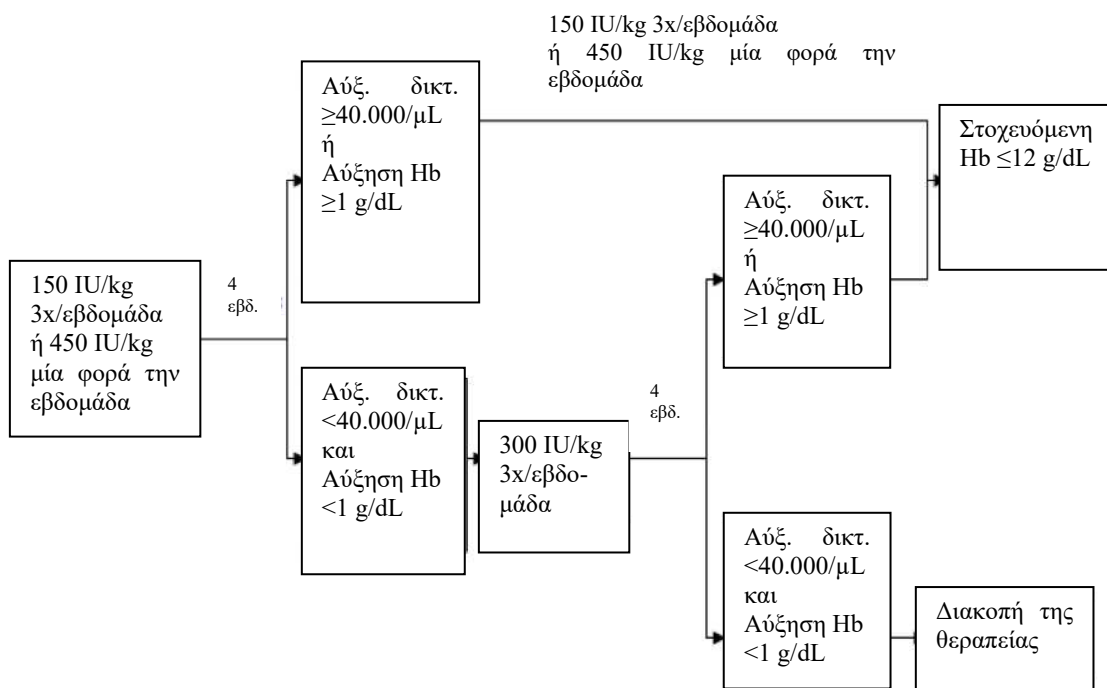 150 IU/kg 3x/εβδομάδα
ή 450 IU/kg μία φορά την
εβδομάδα
Αύξ. δικτ.
≥40.000/µL
ή
Αύξηση Hb
≥1 g/dL
Στοχευόμενη
Hb ≤12 g/dL
Αύξ. δικτ.
≥40.000/µL
ή
Αύξηση Hb
≥1 g/dL
150 IU/kg
3x/εβδομάδα
ή 450 IU/kg
μία φορά την
εβδομάδα
4
εβδ.
Αύξ. δικτ.
<40.000/µL
και
Αύξηση Hb
<1 g/dL
300 IU/kg
3x/εβδο-
μάδα
4
εβδ.
Αύξ. δικτ.
<40.000/µL
και
Αύξηση Hb
<1 g/dL
Διακοπή της
θεραπείας